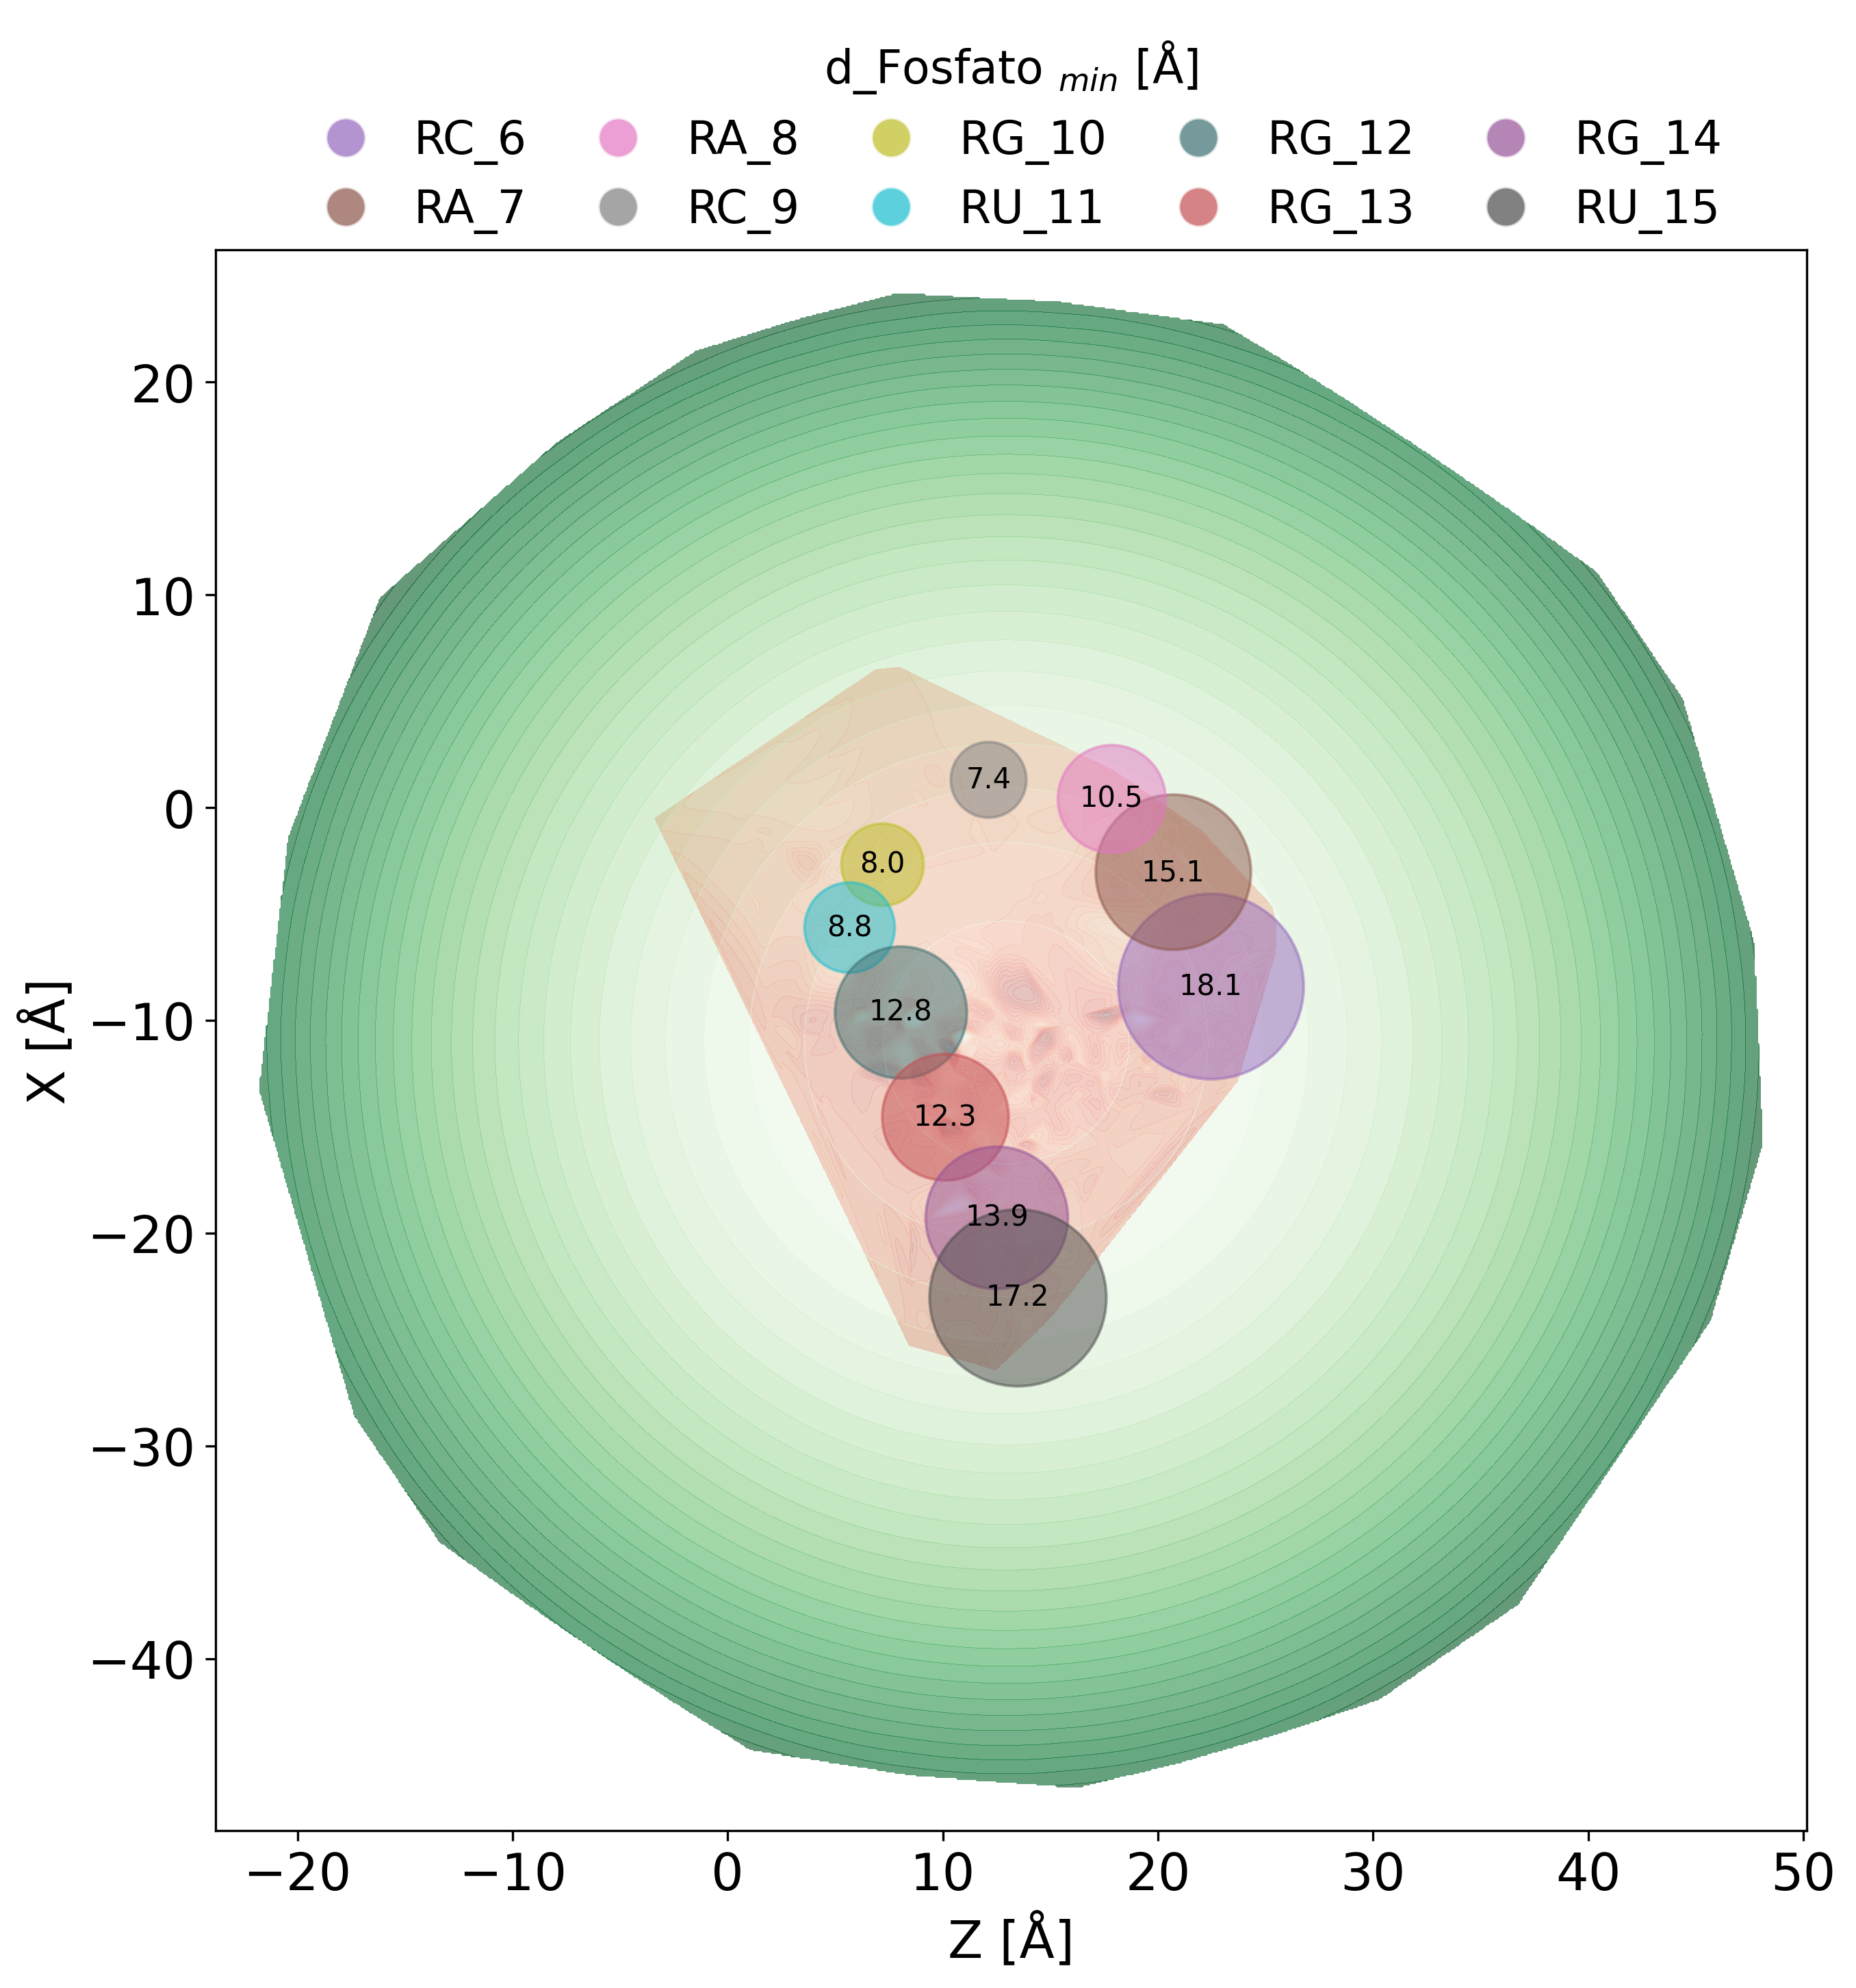 d_Fosfato min [Å]
RC_6 RA_8 RG_10 RG_12 RG_14
RA_7 RC_9 RU_11 RG_13 RU_15
20
10
0
−10
−20
−30
−40
X [Å]
7.4
10.5
8.0
15.1
8.8
18.1
12.8
12.3
13.9
17.2
−20 −10 0 10 20 30 40 50
Z [Å]